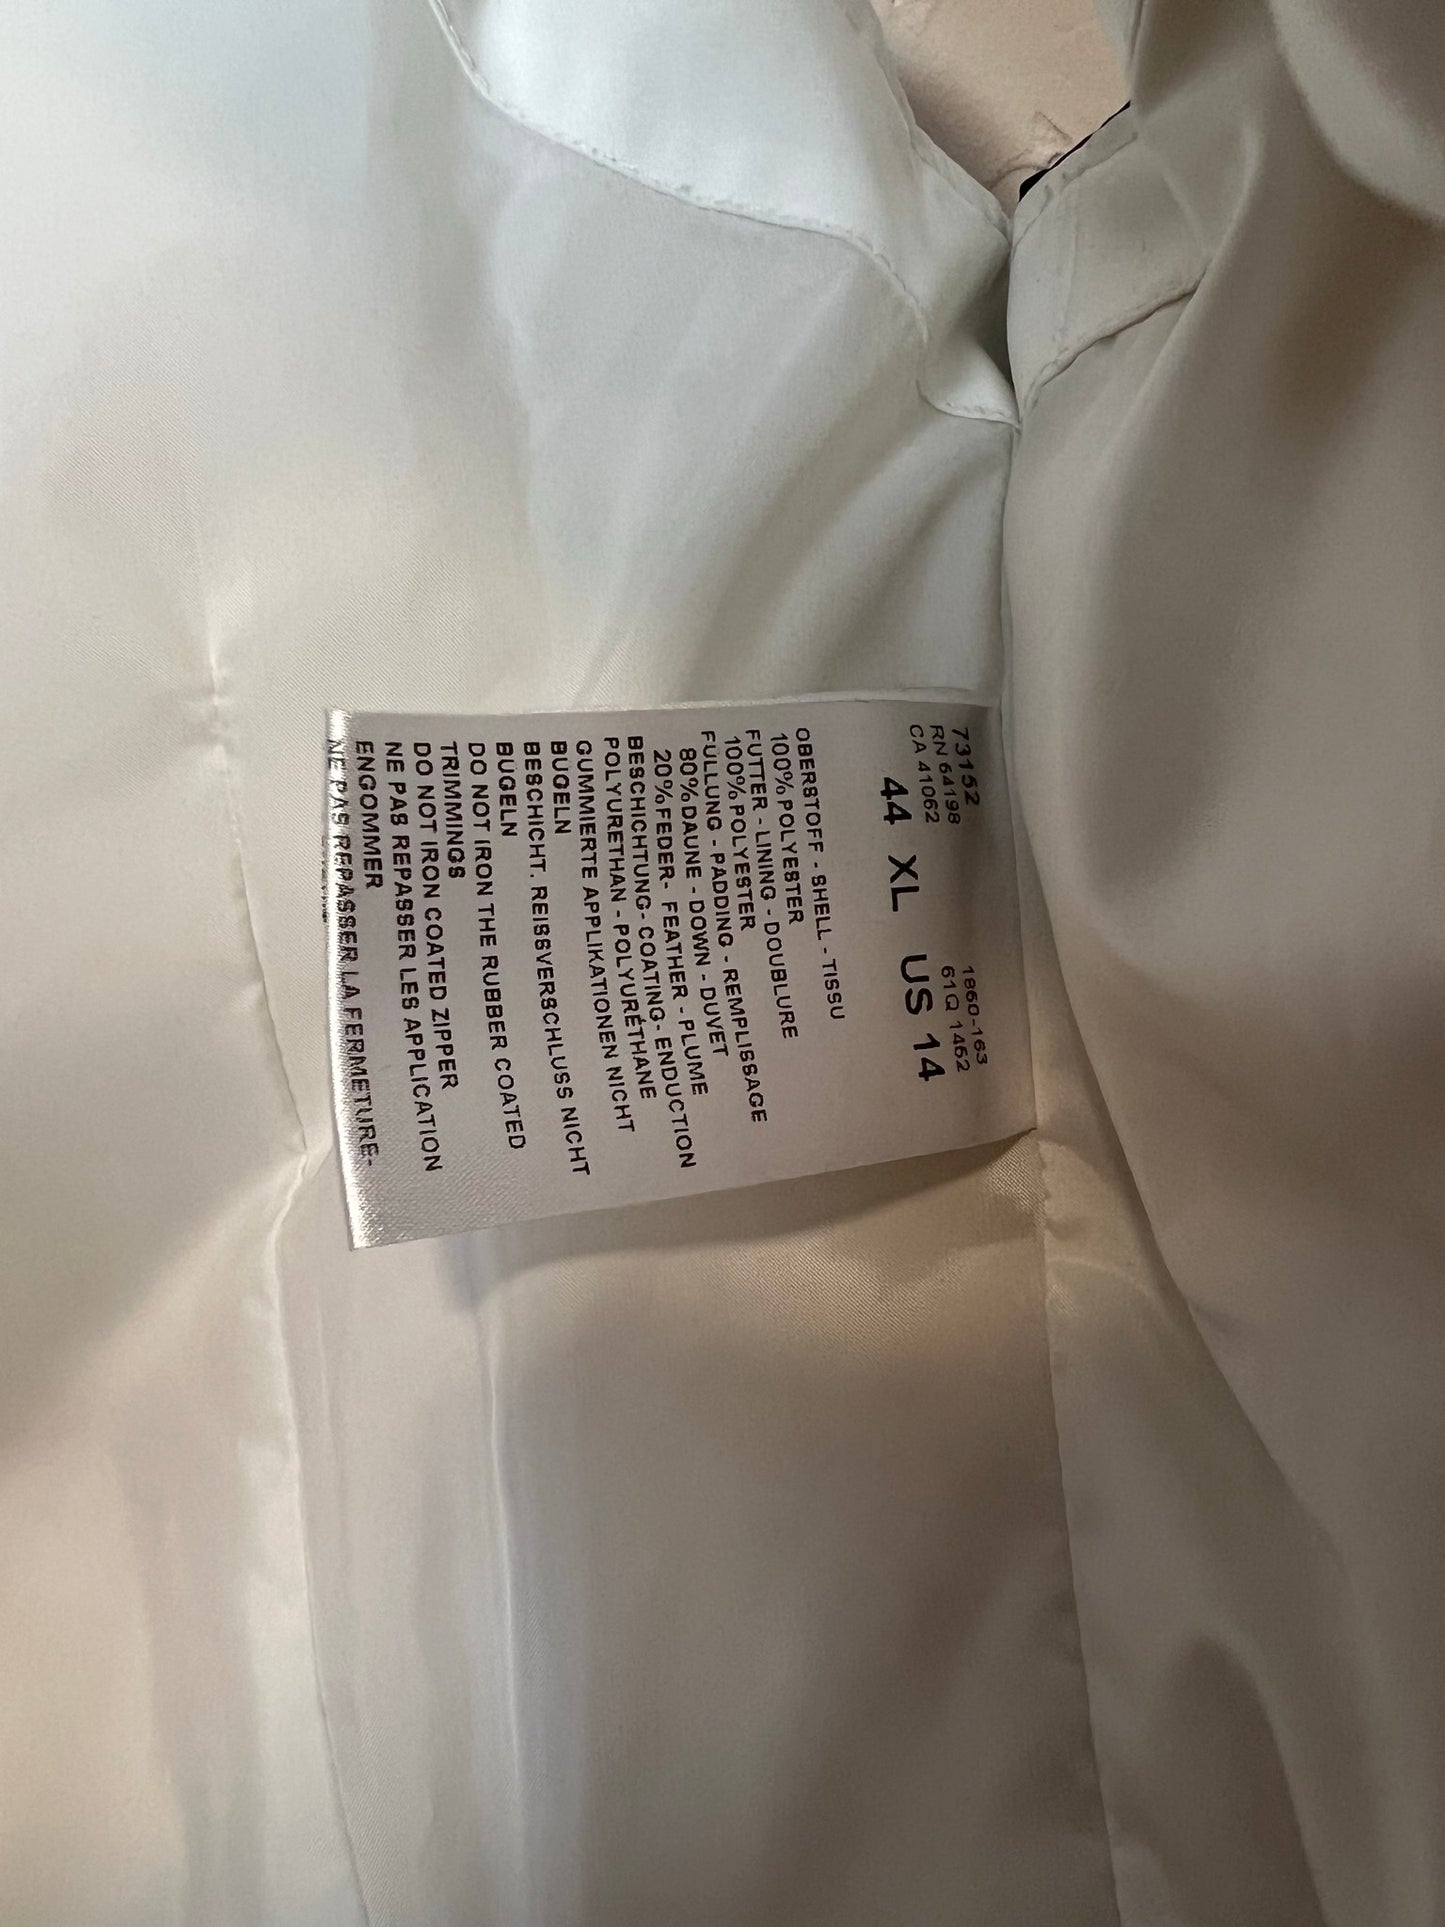 73152
RN 64198
CA 41062
1860-163
61Q 1462
44 XL US 14
OBERSTOFF - SHELL - TISSU
100% POLYESTER
FUTTER - LINING - DOUBLURE
100% POLYESTER
FÜLLUNG - PADDING - REMPLISSAGE
80% DAUNE - DOWN - DUVET
20% FEDER- FEATHER - PLUME
BESCHICHTUNG- COATING- ENDUCTION
POLYURETHAN - POLYURÉTHANE
GUMMIERTE APPLIKATIONEN NICHT
BUGELN
BESCHICHT. REISSVERSCHLUSS NICHT
BUGELN
DO NOT IRON THE RUBBER COATED
TRIMMINGS
DO NOT IRON COATED ZIPPER
NE PAS REPASSER LES APPLICATION
ENGOMMER
NE PAS REPASSER LA FERMETURE-